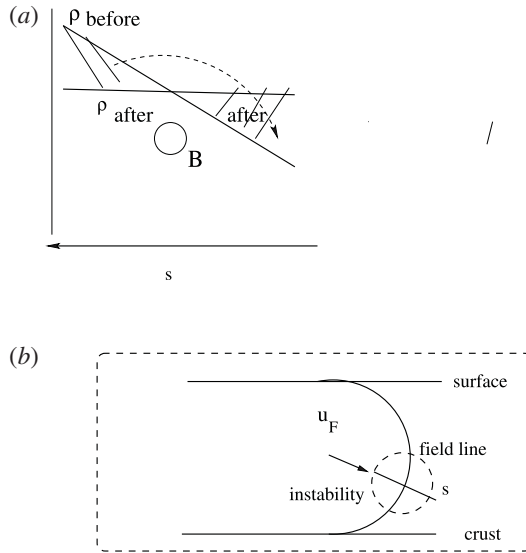 (a)
ρ before
ρ after
after
B
s
(b)
surface
u_F
field line
instability
s
crust